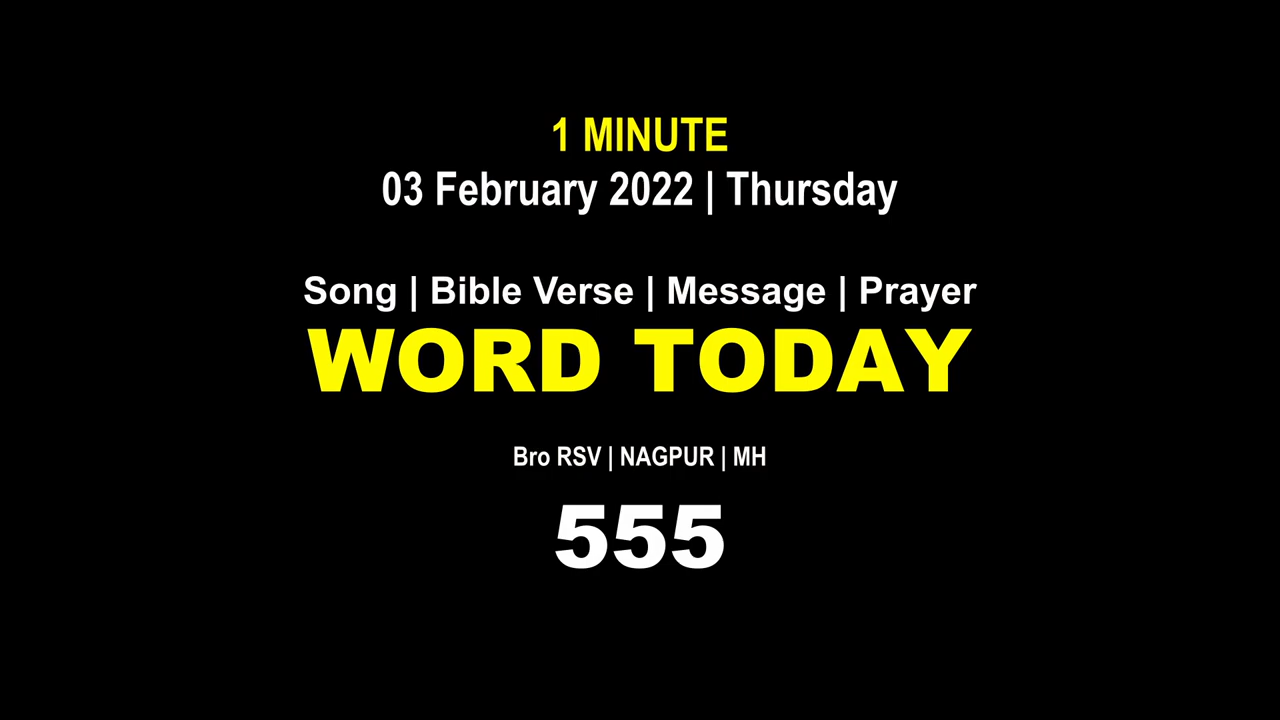 1 MINUTE
03 February 2022 | Thursday
Song | Bible Verse | Message | Prayer
WORD TODAY
Bro RSV | NAGPUR | MH
555